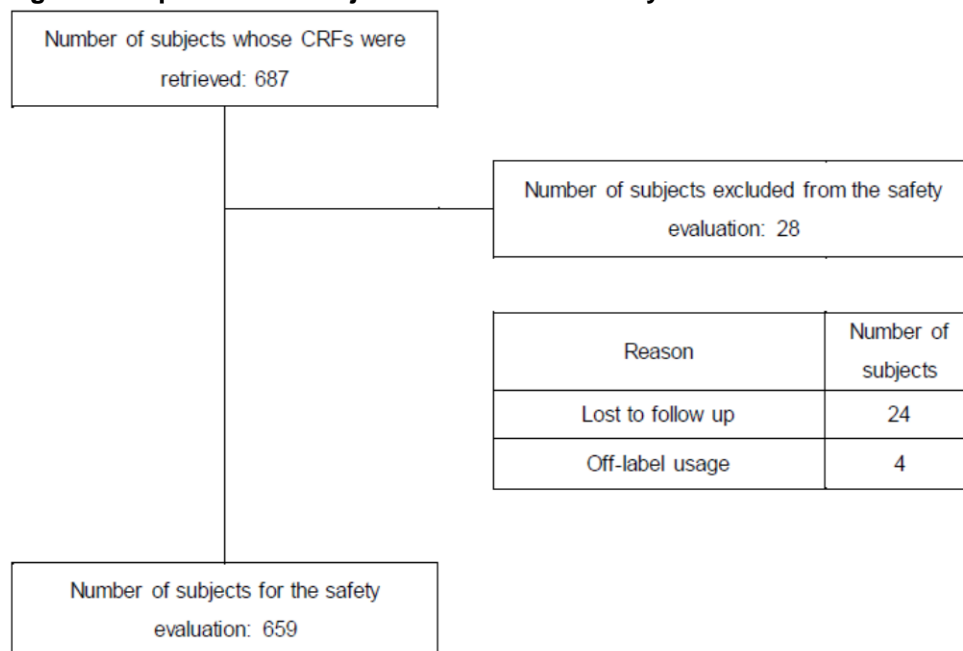 Number of subjects whose CRFs were
retrieved: 687
Number of subjects excluded from the safety
evaluation: 28
Reason
Number of
subjects
Lost to follow up
24
Off-label usage
4
Number of subjects for the safety
evaluation: 659